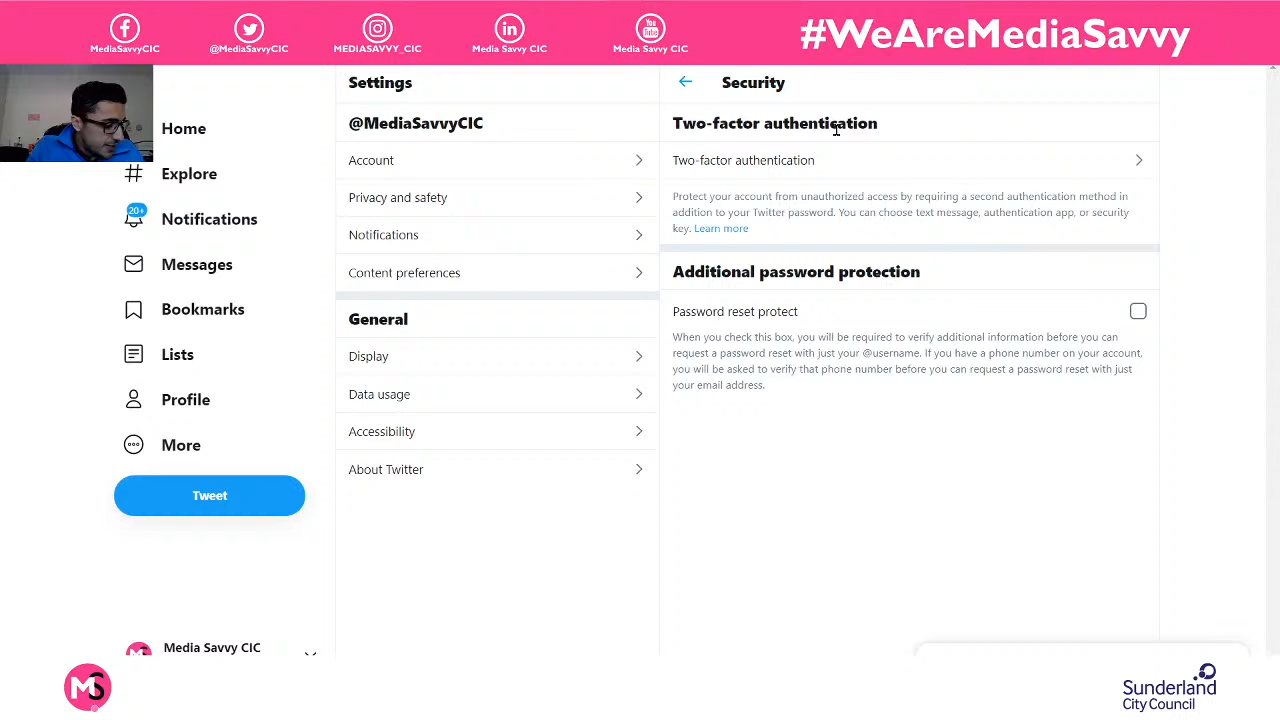 MediaSavvyCIC
@MediaSavvyCIC
MEDIASAVVY_CIC
in
Media Savvy CIC
You
Tube
Media Savvy CIC
#WeAreMediaSavvy
Home
Explore
20+
Notifications
Messages
Bookmarks
Lists
Profile
More
Tweet
Media Savvy CIC
Settings
@MediaSavvyCIC
Account
Privacy and safety
Notifications
Content preferences
General
Display
Data usage
Accessibility
About Twitter
Security
Two-factor authentication
Two-factor authentication
Protect your account from unauthorized access by requiring a second authentication method in
addition to your Twitter password. You can choose text message, authentication app, or security
key. Learn more
Additional password protection
Password reset protect
When you check this box, you will be required to verify additional information before you can
request a password reset with just your @username. If you have a phone number on your account,
you will be asked to verify that phone number before you can request a password reset with just
your email address.
MS
Sunderland
City Council